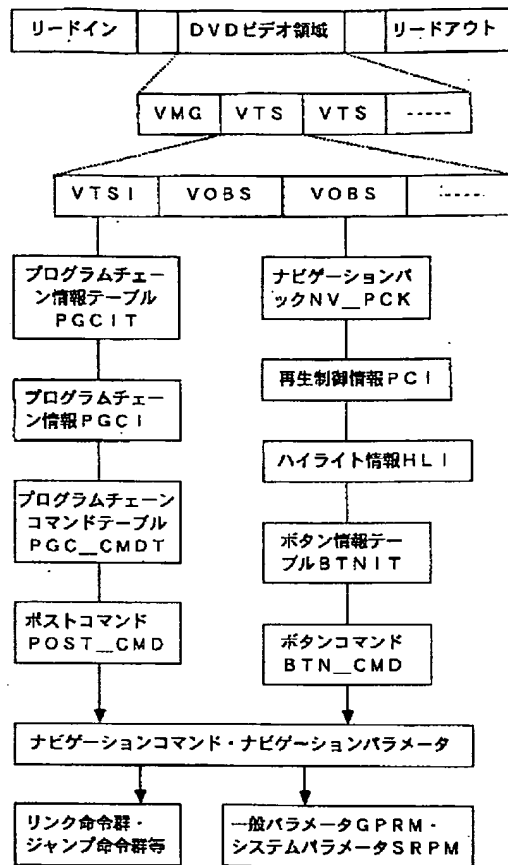 リードイン
DVDビデオ領域
リードアウト
VMG
VTS
VTS
-----
VTSI
VOBS
VOBS
-----
プログラムチェー
ン情報テーブル
PGCIT
ナビゲーションパ
ックNV__PCK
プログラムチェー
ン情報PGCI
再生制御情報PCI
ハイライト情報HLI
プログラムチェーン
コマンドテーブル
PGC__CMDT
ボタン情報テー
ブルBTNIT
ポストコマンド
POST__CMD
ボタンコマンド
BTN__CMD
ナビゲーションコマンド・ナビゲーションパラメータ
リンク命令群・
ジャンプ命令群等
一般パラメータGPRM・
システムパラメータSRPM